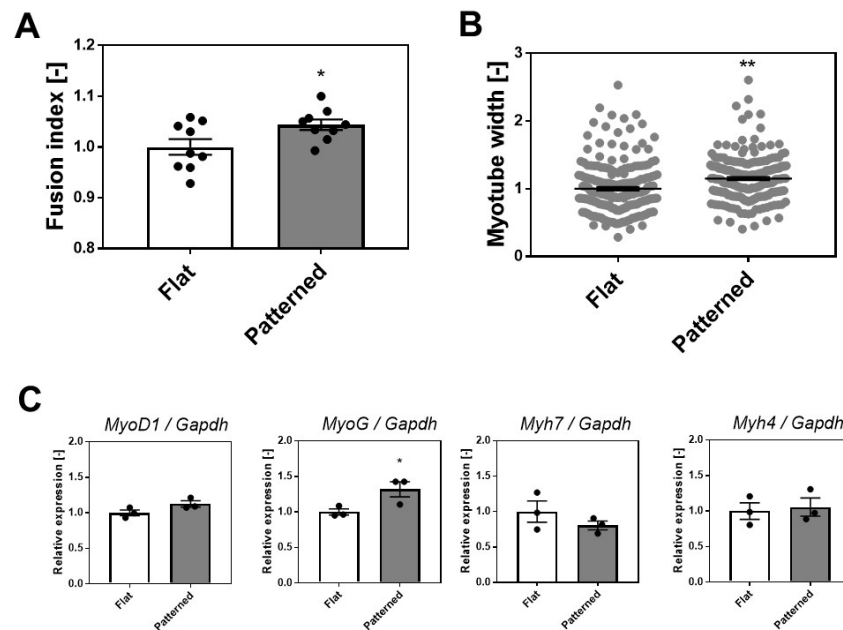 A
Fusion index [-]
1.2
1.1
1.0
0.9
0.8
*
Flat
Patterned
B
Myotube width [-]
3
2
1
0
**
Flat
Patterned
C
MyoD1 / Gapdh
Relative expression [-]
2.0
1.5
1.0
0.5
0.0
Flat
Patterned
MyoG / Gapdh
Relative expression [-]
2.0
1.5
1.0
0.5
0.0
*
Flat
Patterned
Myh7 / Gapdh
Relative expression [-]
2.0
1.5
1.0
0.5
0.0
Flat
Patterned
Myh4 / Gapdh
Relative expression [-]
2.0
1.5
1.0
0.5
0.0
Flat
Patterned